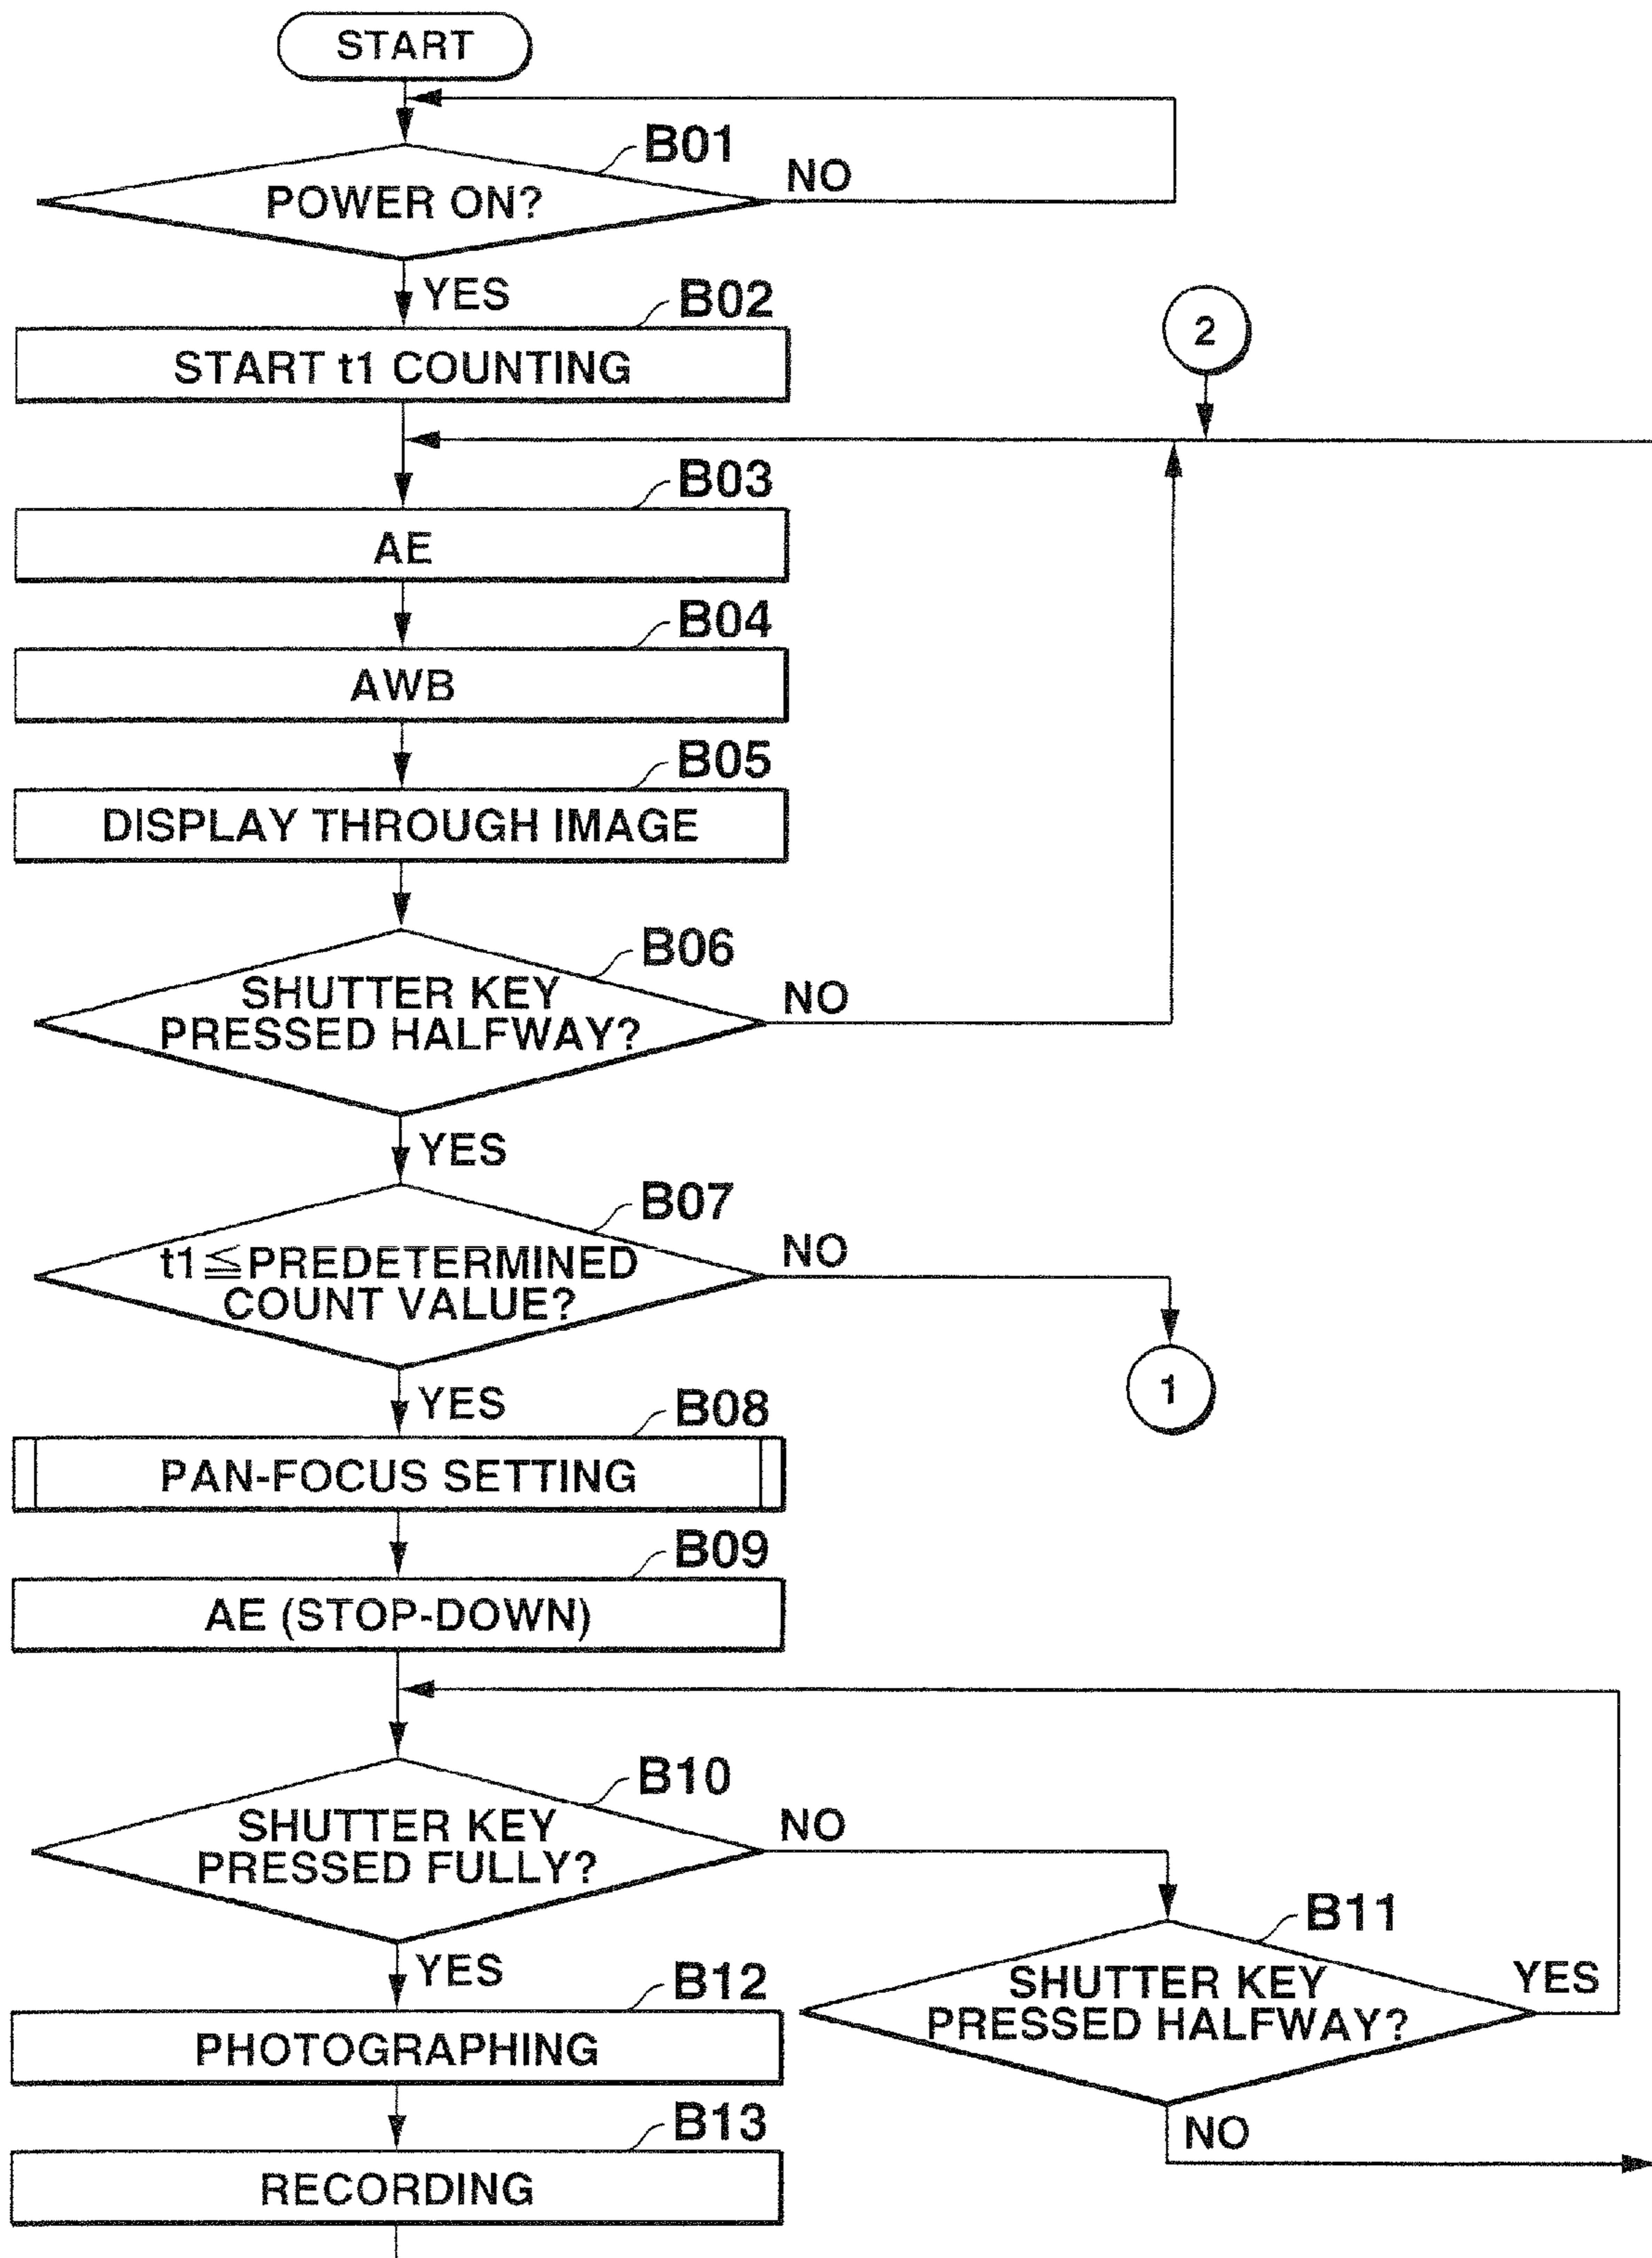 START
B01
POWER ON?
NO
YES
B02
START t1 COUNTING
2
B03
AE
B04
AWB
B05
DISPLAY THROUGH IMAGE
B06
SHUTTER KEY
PRESSED HALFWAY?
NO
YES
B07
t1≦PREDETERMINED
COUNT VALUE?
NO
1
YES
B08
PAN-FOCUS SETTING
B09
AE (STOP-DOWN)
B10
SHUTTER KEY
PRESSED FULLY?
NO
B11
SHUTTER KEY
PRESSED HALFWAY?
YES
NO
YES
B12
PHOTOGRAPHING
B13
RECORDING